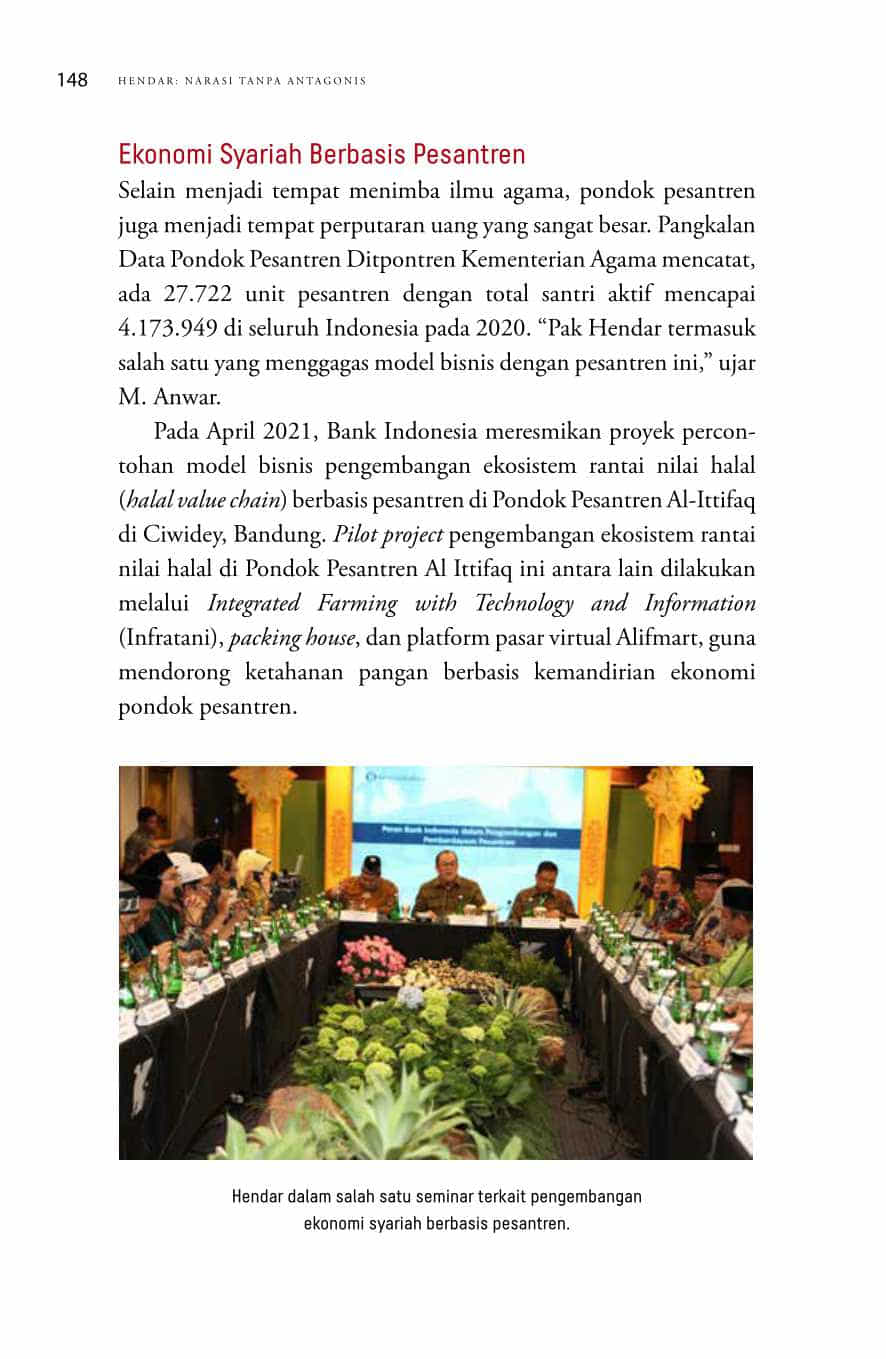 148
HENDAR: NARASI TANPA ANTAGONIS
Ekonomi Syariah Berbasis Pesantren
Selain menjadi tempat menimba ilmu agama, pondok pesantren
juga menjadi tempat perputaran uang yang sangat besar. Pangkalan
Data Pondok Pesantren Ditpontren Kementerian Agama mencatat,
ada 27.722 unit pesantren dengan total santri aktif mencapai
4.173.949 di seluruh Indonesia pada 2020. “Pak Hendar termasuk
salah satu yang menggagas model bisnis dengan pesantren ini,” ujar
M. Anwar.
Pada April 2021, Bank Indonesia meresmikan proyek percon-
tohan model bisnis pengembangan ekosistem rantai nilai halal
(halal value chain) berbasis pesantren di Pondok Pesantren Al-Ittifaq
di Ciwidey, Bandung. Pilot project pengembangan ekosistem rantai
nilai halal di Pondok Pesantren Al Ittifaq ini antara lain dilakukan
melalui Integrated Farming with Technology and Information
(Infratani), packing house, dan platform pasar virtual Alifmart, guna
mendorong ketahanan pangan berbasis kemandirian ekonomi
pondok pesantren.
Peran Bank Indonesia dalam Pengembangan dan
Pemberdayaan Pesantren
Hendar dalam salah satu seminar terkait pengembangan
ekonomi syariah berbasis pesantren.